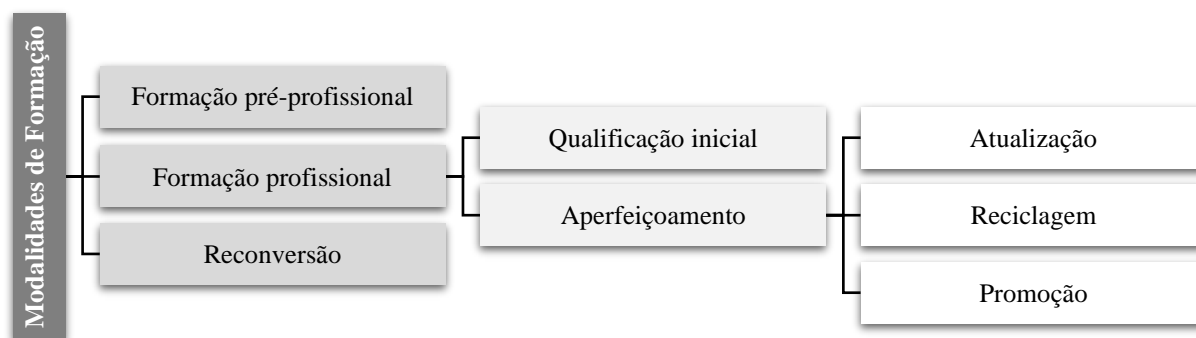 Modalidades de Formação
Formação pré-profissional
Formação profissional
Reconversão
Qualificação inicial
Aperfeiçoamento
Atualização
Reciclagem
Promoção